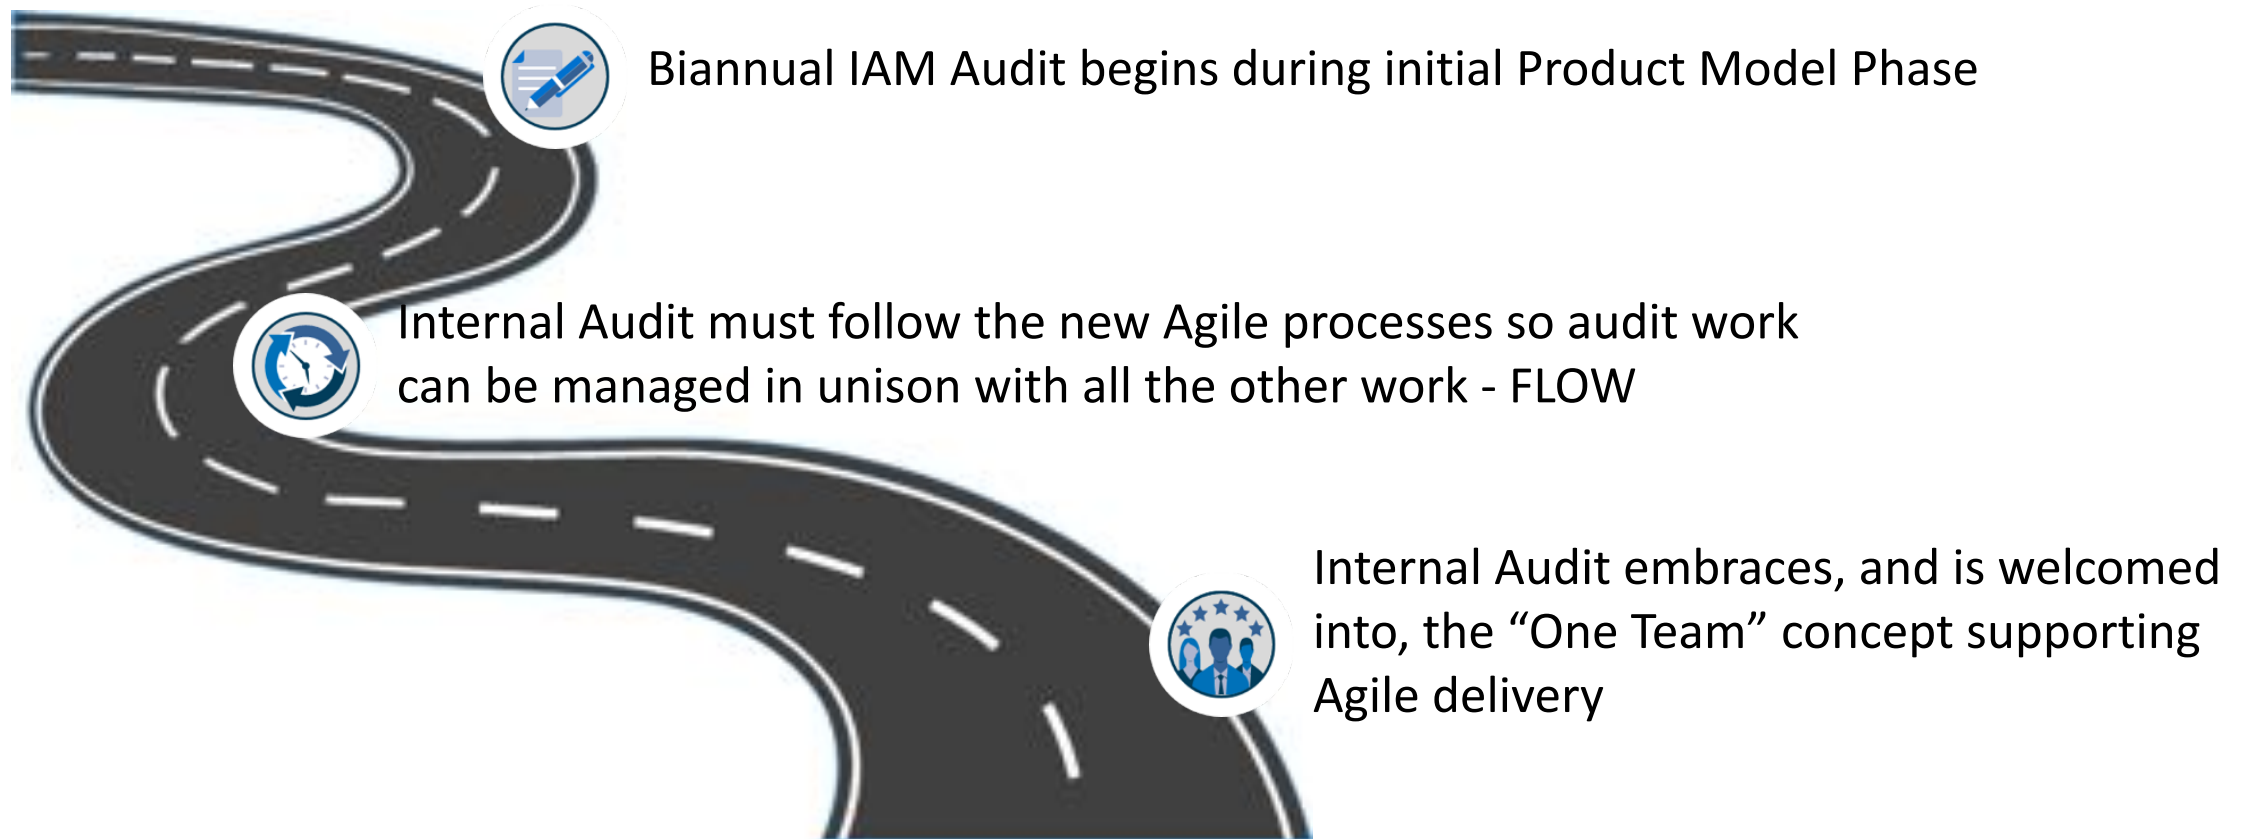 Biannual IAM Audit begins during initial Product Model Phase
Internal Audit must follow the new Agile processes so audit work
can be managed in unison with all the other work - FLOW
Internal Audit embraces, and is welcomed
into, the “One Team” concept supporting
Agile delivery